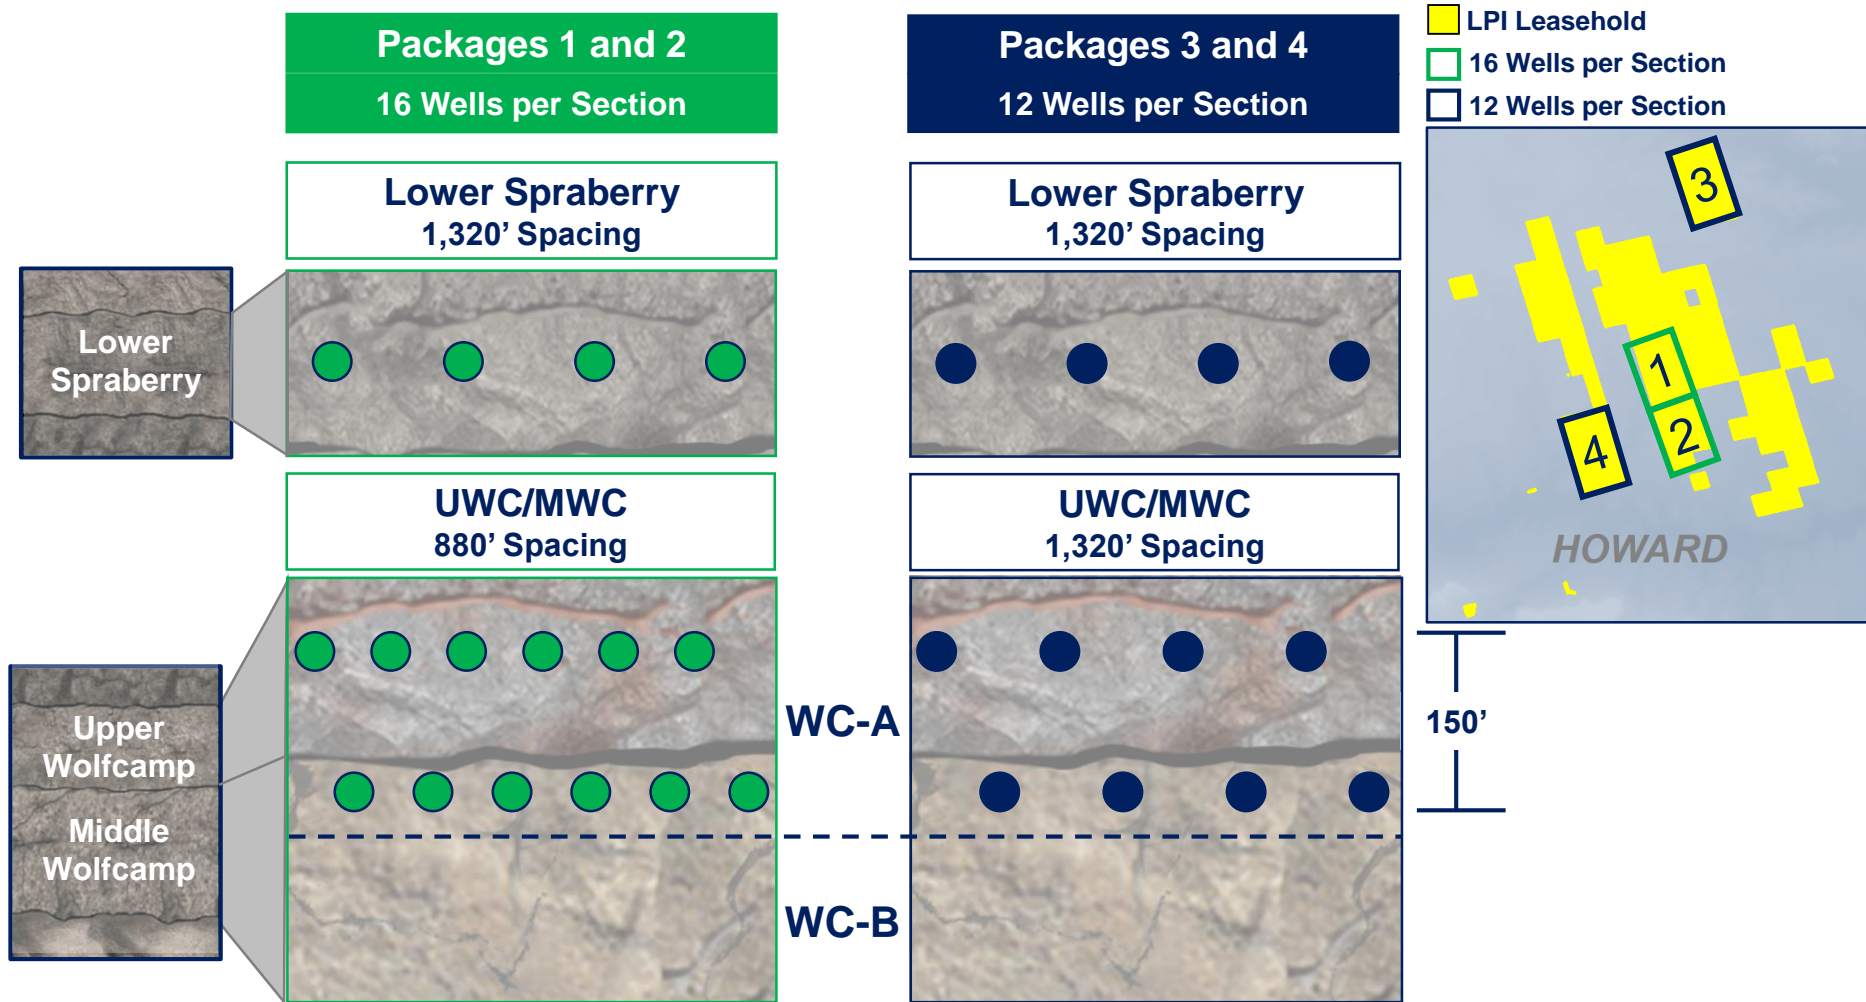 Packages 1 and 2
16 Wells per Section
Packages 3 and 4
12 Wells per Section
LPI Leasehold
16 Wells per Section
12 Wells per Section
Lower Spraberry
1,320’ Spacing
Lower Spraberry
1,320’ Spacing
3
1
2
4
HOWARD
Lower
Spraberry
UWC/MWC
880’ Spacing
UWC/MWC
1,320’ Spacing
Upper
Wolfcamp
Middle
Wolfcamp
WC-A
WC-B
150’